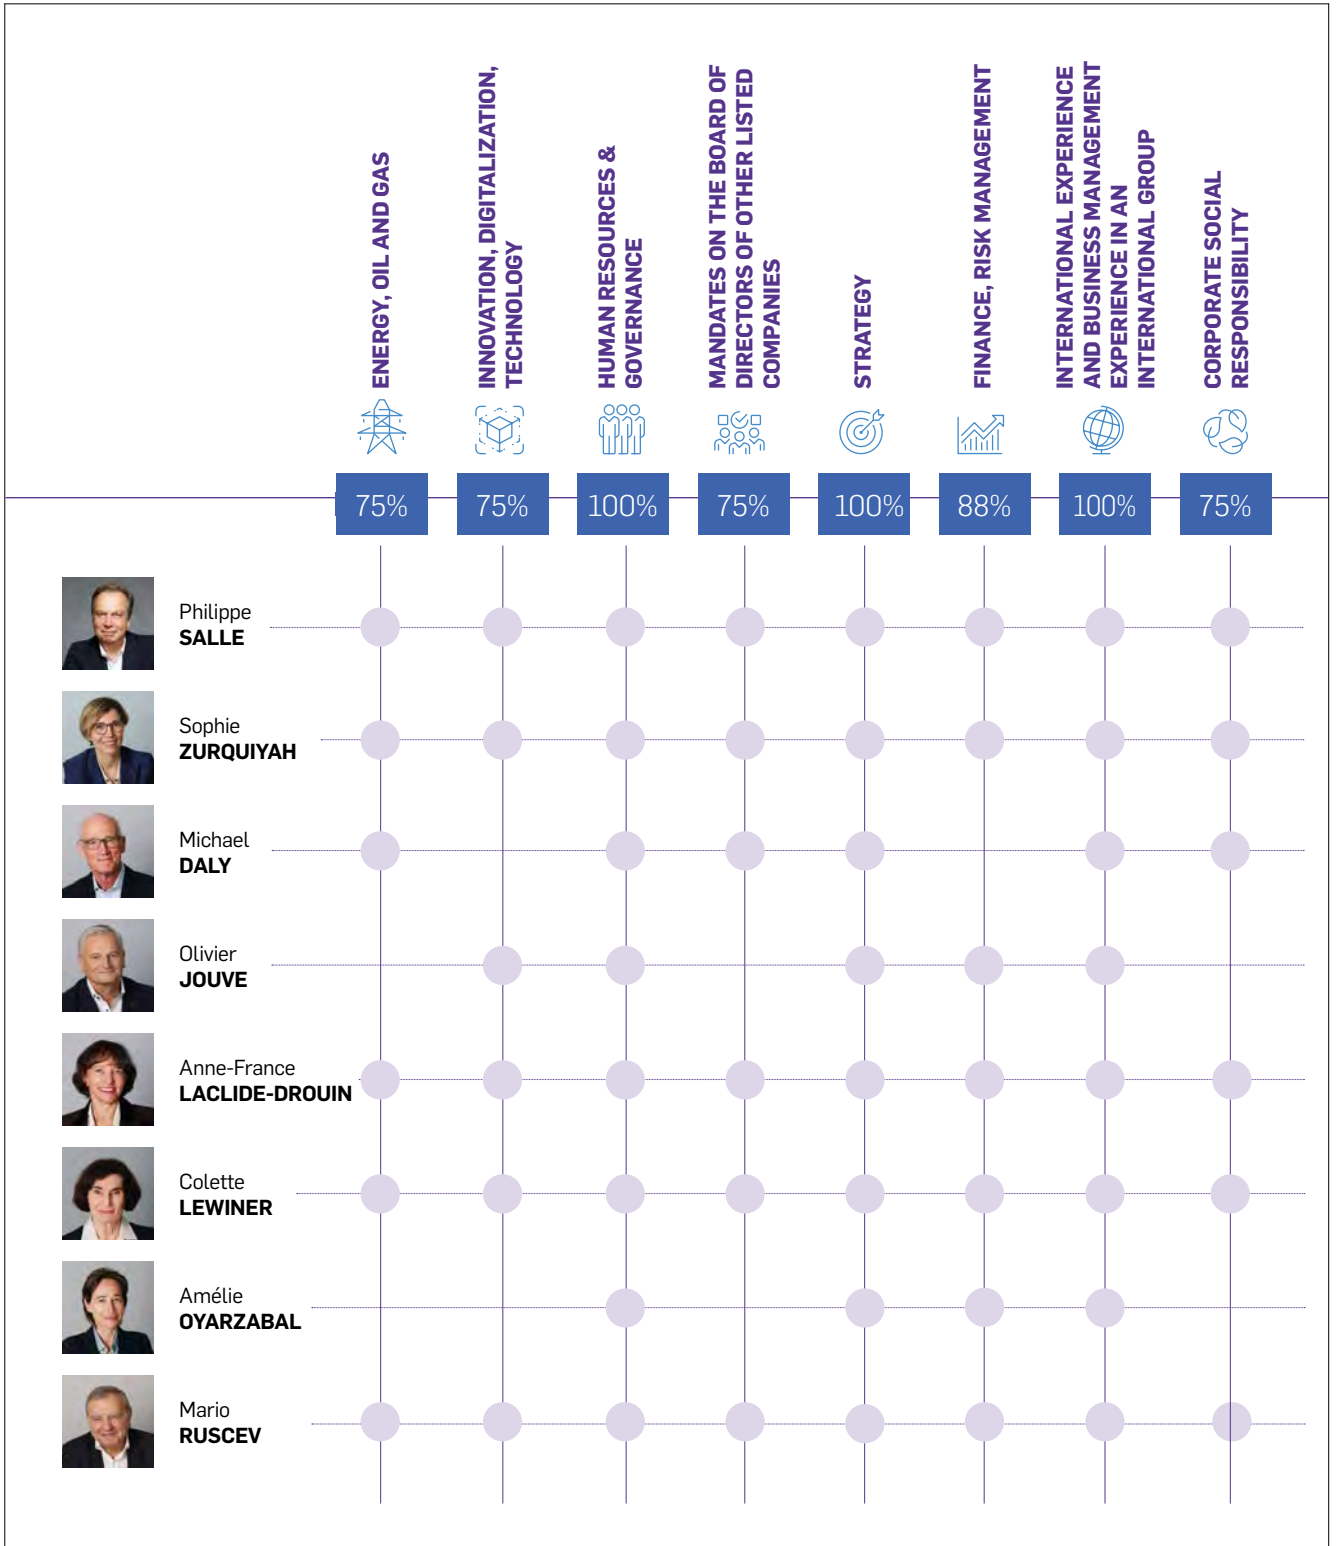 ENERGY, OIL AND GAS
INNOVATION, DIGITALIZATION,
TECHNOLOGY
HUMAN RESOURCES &
GOVERNANCE
MANDATES ON THE BOARD OF
DIRECTORS OF OTHER LISTED
COMPANIES
STRATEGY
FINANCE, RISK MANAGEMENT
INTERNATIONAL EXPERIENCE
AND BUSINESS MANAGEMENT
EXPERIENCE IN AN
INTERNATIONAL GROUP
CORPORATE SOCIAL
RESPONSIBILITY
75% 75% 100% 75% 100% 88% 100% 75%
Philippe
SALLE
Sophie
ZURQUIYAH
Michael
DALY
Olivier
JOUVE
Anne-France
LACLIDE-DROUIN
Colette
LEWINER
Amélie
OYARZABAL
Mario
RUSCEV